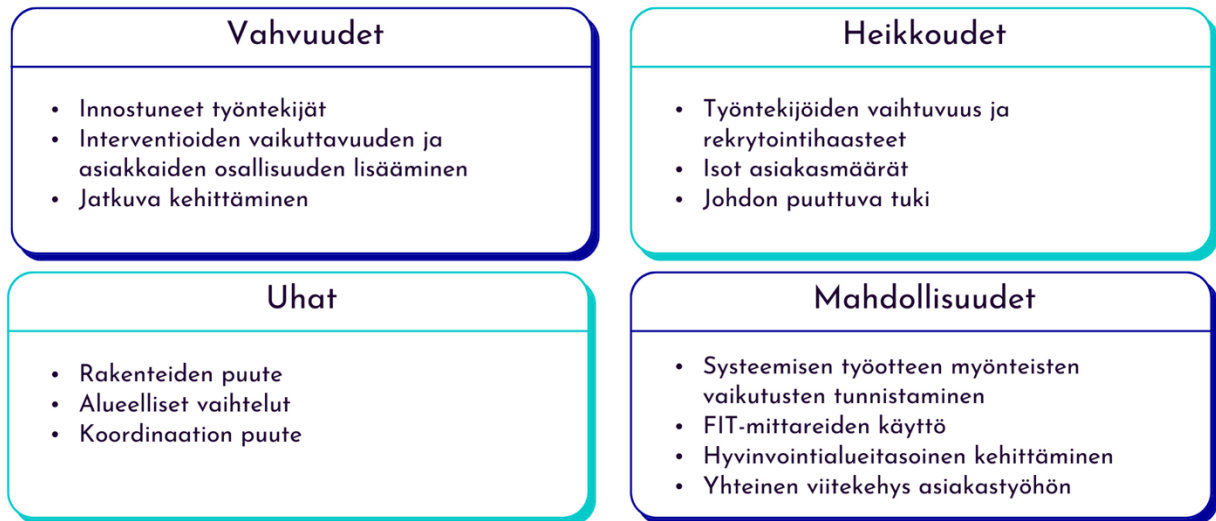 Vahvuudet
• Innostuneet työntekijät
• Interventioiden vaikuttavuuden ja
asiakkaiden osallisuuden lisääminen
• Jatkuva kehittäminen
Heikkoudet
• Työntekijöiden vaihtuvuus ja
rekrytointihaasteet
• Isot asiakasmäärät
• Johdon puuttuva tuki
Uhat
• Rakenteiden puute
• Alueelliset vaihtelut
• Koordinaation puute
Mahdollisuudet
• Systeemisen työotteen myönteisten
vaikutusten tunnistaminen
• FIT-mittareiden käyttö
• Hyvinvointialueitasoinen kehittäminen
• Yhteinen viitekehys asiakastyöhön